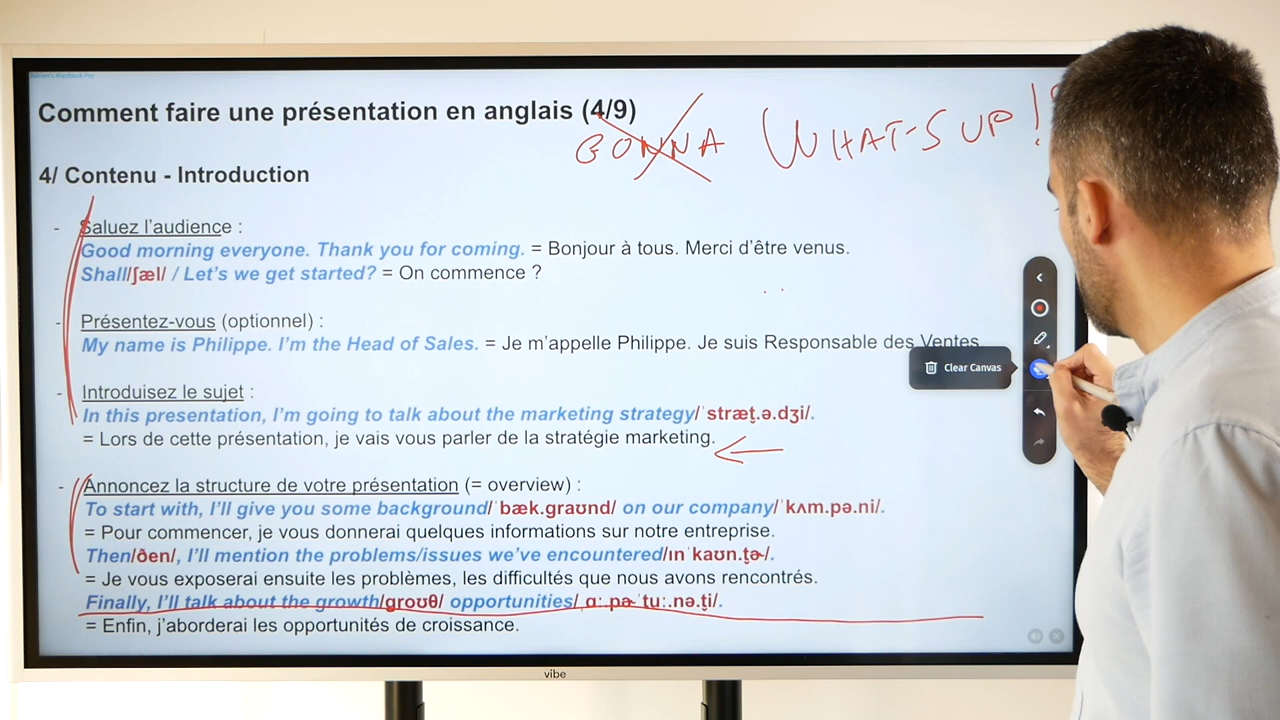 Adrien's MacBook Pro
Comment faire une présentation en anglais (4/9)
GONNA WHAT'S UP!
4/ Contenu - Introduction
- Saluez l'audience :
Good morning everyone. Thank you for coming. = Bonjour à tous. Merci d'être venus.
Shall/ʃæl/ / Let's we get started? = On commence ?
- Présentez-vous (optionnel) :
My name is Philippe. I'm the Head of Sales. = Je m'appelle Philippe. Je suis Responsable des Ventes
Clear Canvas
- Introduisez le sujet :
In this presentation, I'm going to talk about the marketing strategy/ˈstræt̬.ə.dʒi/.
= Lors de cette présentation, je vais vous parler de la stratégie marketing.
- Annoncez la structure de votre présentation (= overview) :
To start with, I'll give you some background/ˈbæk.graʊnd/ on our company/ˈkʌm.pə.ni/.
= Pour commencer, je vous donnerai quelques informations sur notre entreprise.
Then/ðen/, I'll mention the problems/issues we've encountered/ɪnˈkaʊn.t̬ɚ/.
= Je vous exposerai ensuite les problèmes, les difficultés que nous avons rencontrés.
Finally, I'll talk about the growth/groʊθ/ opportunities/ˌɑː.pɚˈtuː.nə.t̬i/.
= Enfin, j'aborderai les opportunités de croissance.
vibe